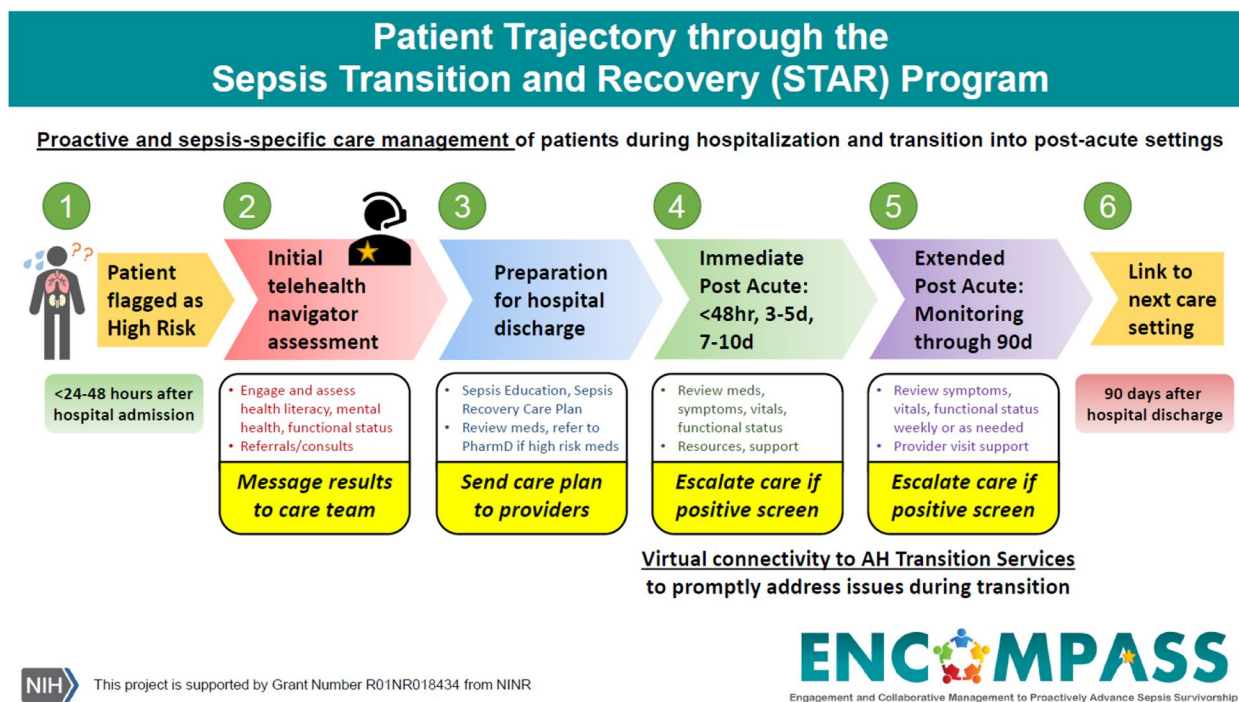 Patient Trajectory through the
Sepsis Transition and Recovery (STAR) Program
Proactive and sepsis-specific care management of patients during hospitalization and transition into post-acute settings
1
??
Patient
flagged as
High Risk
<24-48 hours after
hospital admission
2
Initial
telehealth
navigator
assessment
• Engage and assess
health literacy, mental
health, functional status
• Referrals/consults
Message results
to care team
3
Preparation
for hospital
discharge
• Sepsis Education, Sepsis
Recovery Care Plan
• Review meds, refer to
PharmD if high risk meds
Send care plan
to providers
4
Immediate
Post Acute:
<48hr, 3-5d,
7-10d
• Review meds,
symptoms, vitals,
functional status
• Resources, support
Escalate care if
positive screen
5
Extended
Post Acute:
Monitoring
through 90d
• Review symptoms,
vitals, functional status
weekly or as needed
• Provider visit support
Escalate care if
positive screen
6
Link to
next care
setting
90 days after
hospital discharge
Virtual connectivity to AH Transition Services
to promptly address issues during transition
NIH
This project is supported by Grant Number R01NR018434 from NINR
ENCOMPASS
Engagement and Collaborative Management to Proactively Advance Sepsis Survivorship